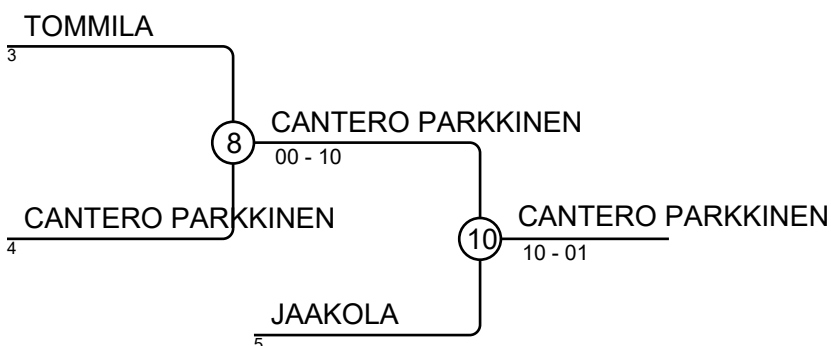 TOMMILA
3
CANTERO PARKKINEN
8
00 - 10
CANTERO PARKKINEN
4
CANTERO PARKKINEN
10
10 - 01
JAAKOLA
5